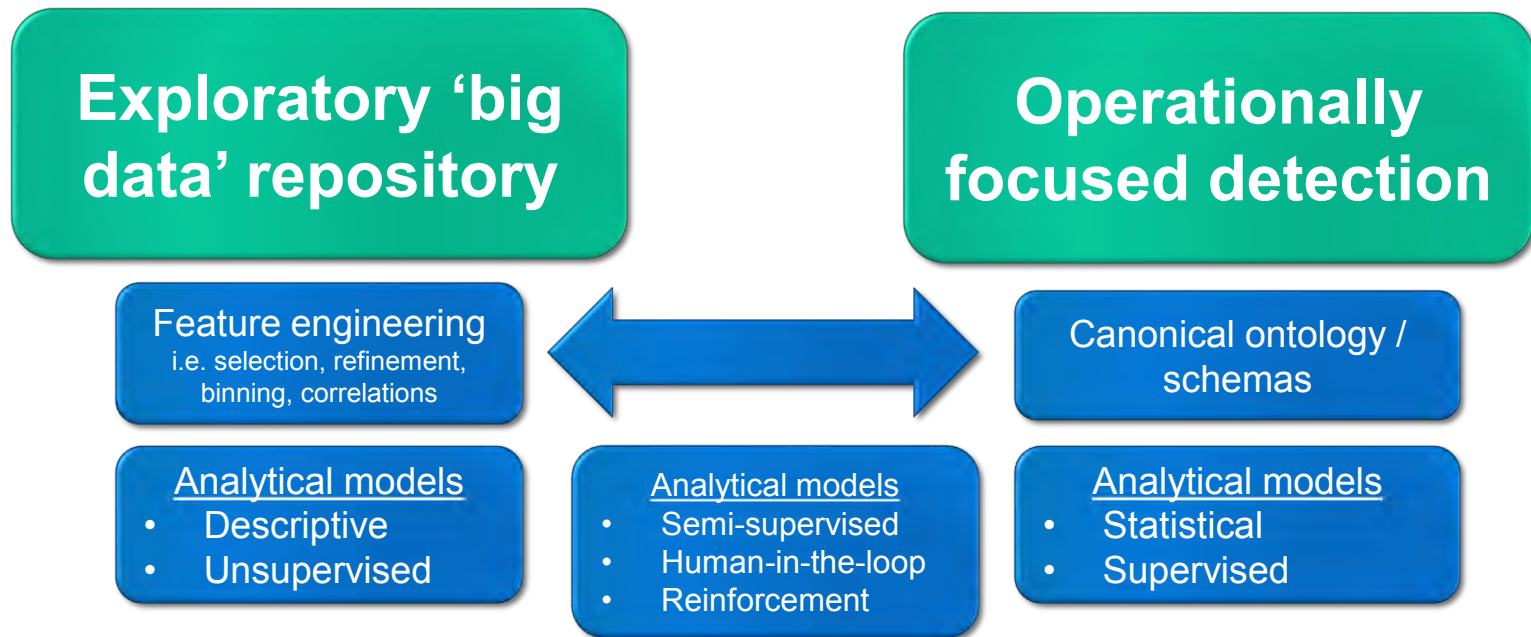 Exploratory ‘big
data’ repository
Operationally
focused detection
Feature engineering
i.e. selection, refinement,
binning, correlations
Canonical ontology /
schemas
Analytical models
• Descriptive
• Unsupervised
Analytical models
• Semi-supervised
• Human-in-the-loop
• Reinforcement
Analytical models
• Statistical
• Supervised